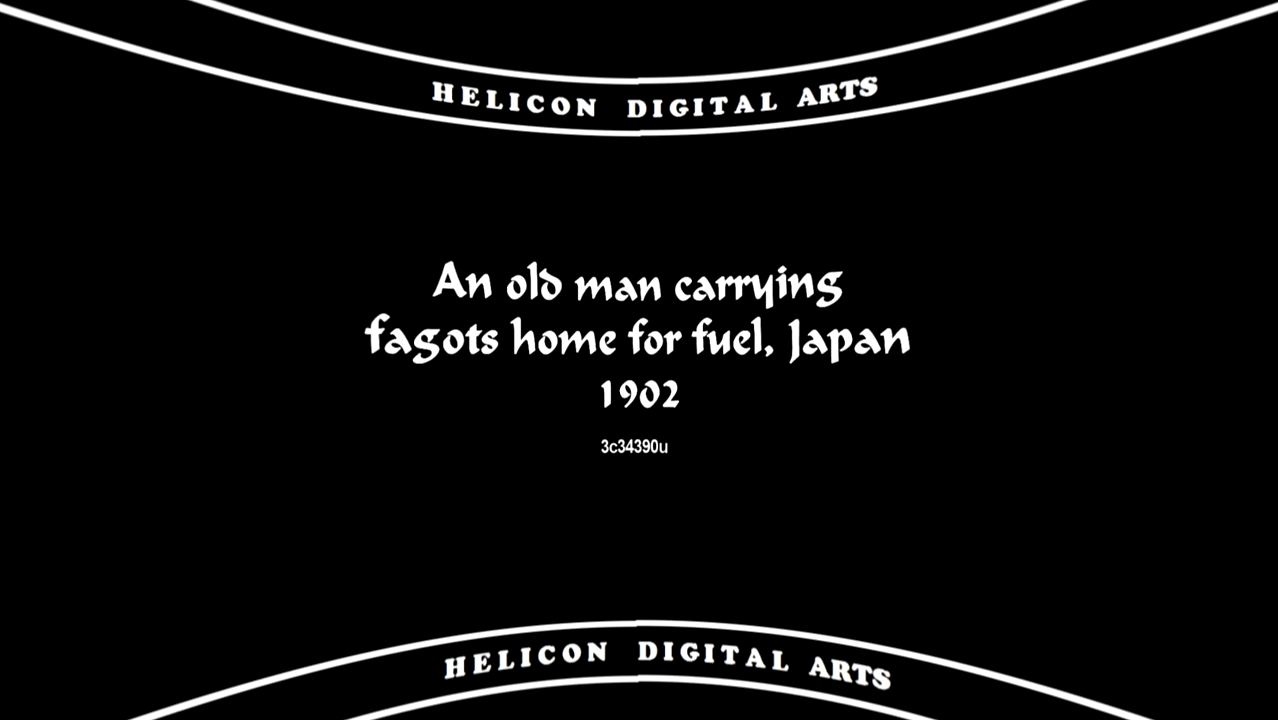 HELICON DIGITAL ARTS
An old man carrying
fagots home for fuel, Japan
1902
3c34390u
HELICON DIGITAL ARTS